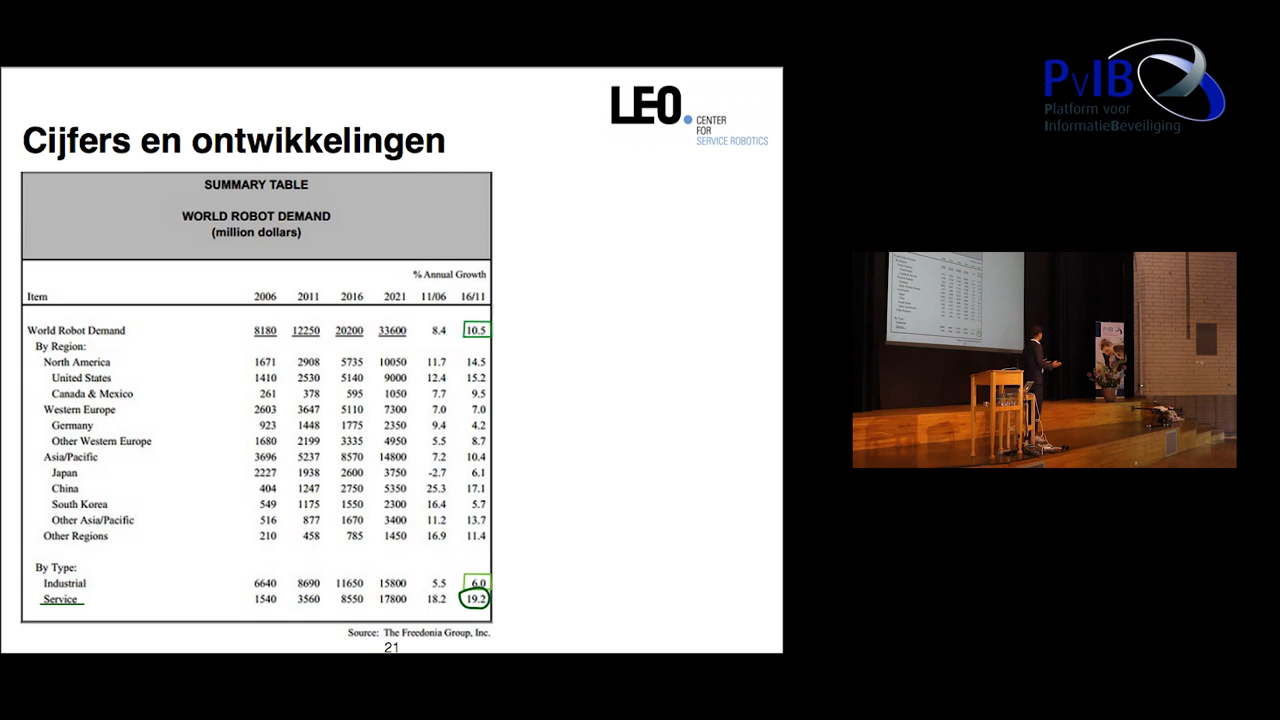 Cijfers en ontwikkelingen
LEO
CENTER
FOR
SERVICE ROBOTICS
SUMMARY TABLE
WORLD ROBOT DEMAND
(million dollars)
% Annual Growth
Item 2006 2011 2016 2021 11/06 16/11
World Robot Demand 8180 12250 20200 33600 8.4 10.5
By Region:
North America 1671 2908 5735 10050 11.7 14.5
United States 1410 2530 5140 9000 12.4 15.2
Canada & Mexico 261 378 595 1050 7.7 9.5
Western Europe 2603 3647 5110 7300 7.0 7.0
Germany 923 1448 1775 2350 9.4 4.2
Other Western Europe 1680 2199 3335 4950 5.5 8.7
Asia/Pacific 3696 5237 8570 14800 7.2 10.4
Japan 2227 1938 2600 3750 -2.7 6.1
China 404 1247 2750 5350 25.3 17.1
South Korea 549 1175 1550 2300 16.4 5.7
Other Asia/Pacific 516 877 1670 3400 11.2 13.7
Other Regions 210 458 785 1450 16.9 11.4
By Type:
Industrial 6640 8690 11650 15800 5.5 6.0
Service 1540 3560 8550 17800 18.2 19.2
Source: The Freedonia Group, Inc.
21
PvIB
Platform voor
InformatieBeveiliging
PvIB